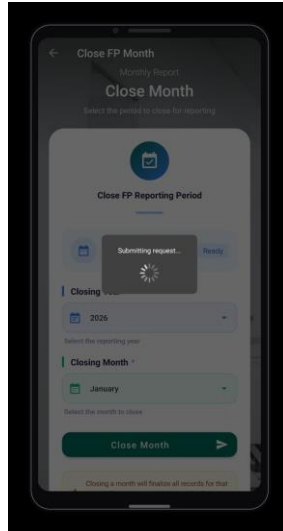 Close FP Month
Monthly Report
Close Month
Select the period to close for reporting
Close FP Reporting Period
Submitting request...
Ready
Closing
2026
Select the reporting year
Closing Month *
January
Select the month to close
Close Month
Closing a month will finalize all records for that